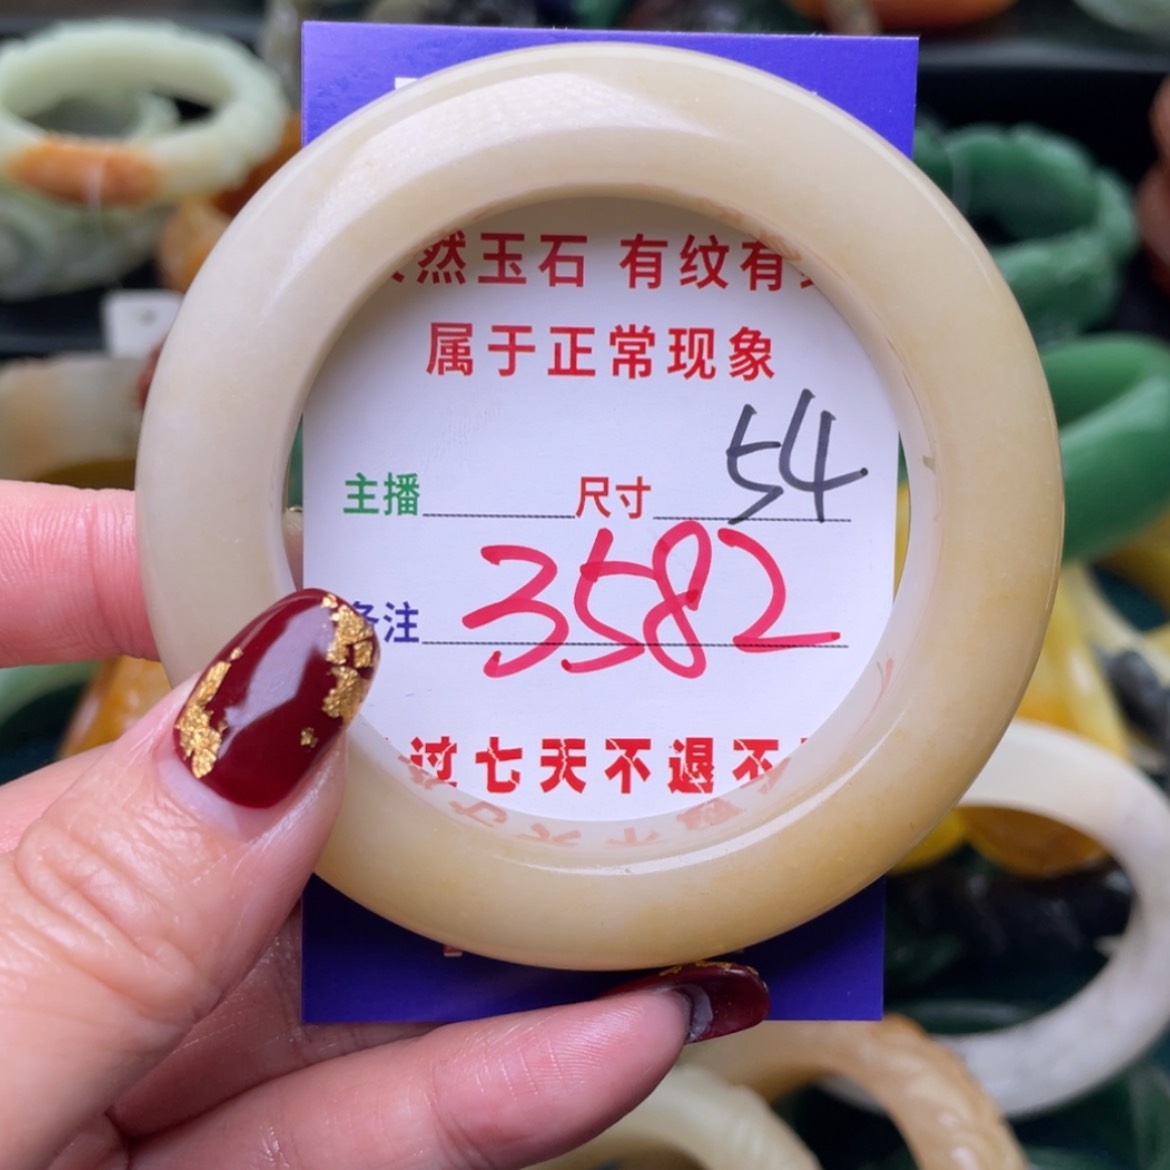 然玉石 有纹有
属于正常现象
主播 尺寸 54
备注 3582
过七天不退不